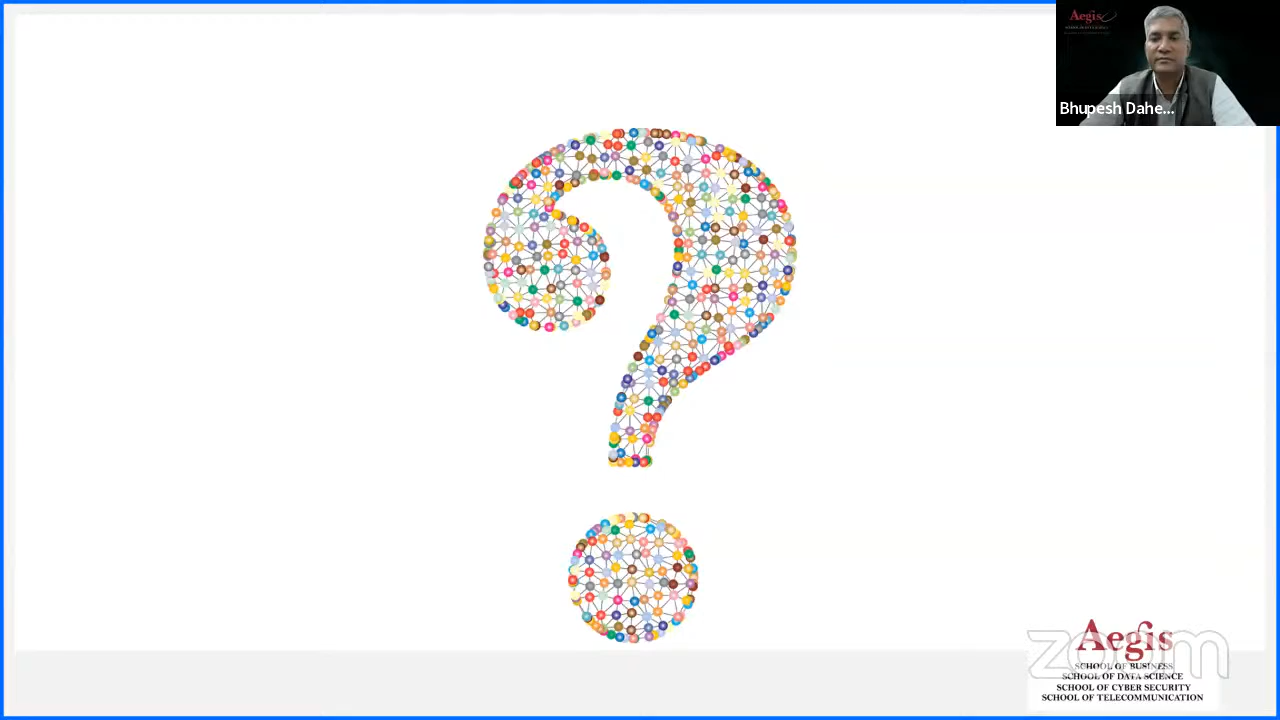 Aegis
Bhupesh Dahe...
Aegis
zoom
SCHOOL OF BUSINESS
SCHOOL OF DATA SCIENCE
SCHOOL OF CYBER SECURITY
SCHOOL OF TELECOMMUNICATION